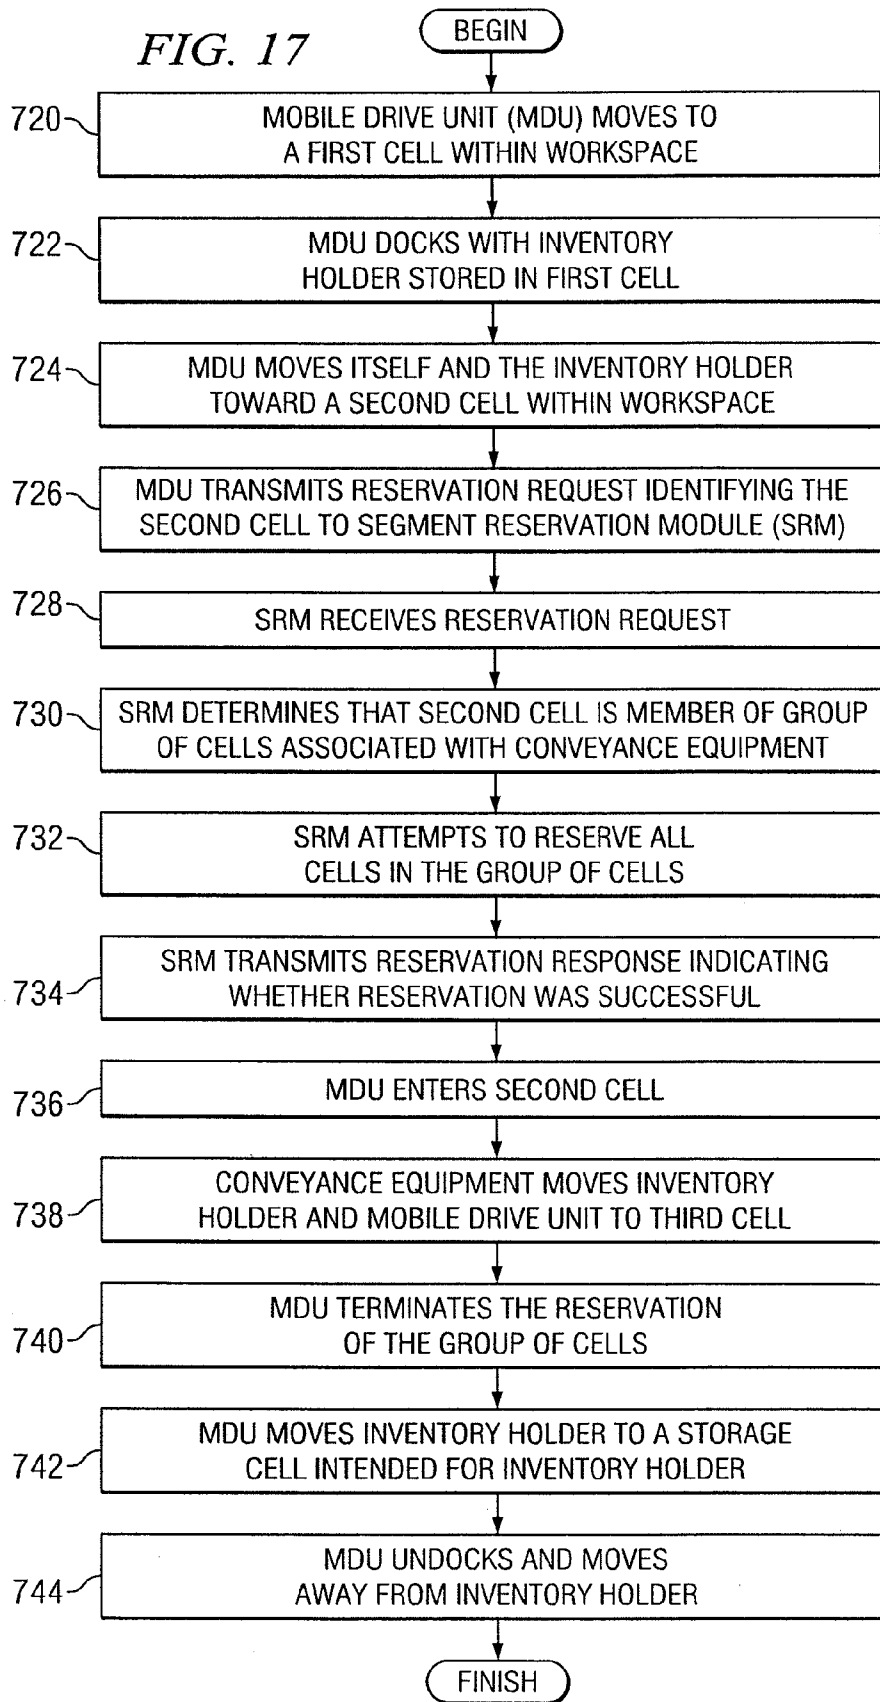 FIG. 17
BEGIN
720
MOBILE DRIVE UNIT (MDU) MOVES TO
A FIRST CELL WITHIN WORKSPACE
722
MDU DOCKS WITH INVENTORY
HOLDER STORED IN FIRST CELL
724
MDU MOVES ITSELF AND THE INVENTORY HOLDER
TOWARD A SECOND CELL WITHIN WORKSPACE
726
MDU TRANSMITS RESERVATION REQUEST IDENTIFYING THE
SECOND CELL TO SEGMENT RESERVATION MODULE (SRM)
728
SRM RECEIVES RESERVATION REQUEST
730
SRM DETERMINES THAT SECOND CELL IS MEMBER OF GROUP
OF CELLS ASSOCIATED WITH CONVEYANCE EQUIPMENT
732
SRM ATTEMPTS TO RESERVE ALL
CELLS IN THE GROUP OF CELLS
734
SRM TRANSMITS RESERVATION RESPONSE INDICATING
WHETHER RESERVATION WAS SUCCESSFUL
736
MDU ENTERS SECOND CELL
738
CONVEYANCE EQUIPMENT MOVES INVENTORY
HOLDER AND MOBILE DRIVE UNIT TO THIRD CELL
740
MDU TERMINATES THE RESERVATION
OF THE GROUP OF CELLS
742
MDU MOVES INVENTORY HOLDER TO A STORAGE
CELL INTENDED FOR INVENTORY HOLDER
744
MDU UNDOCKS AND MOVES
AWAY FROM INVENTORY HOLDER
FINISH